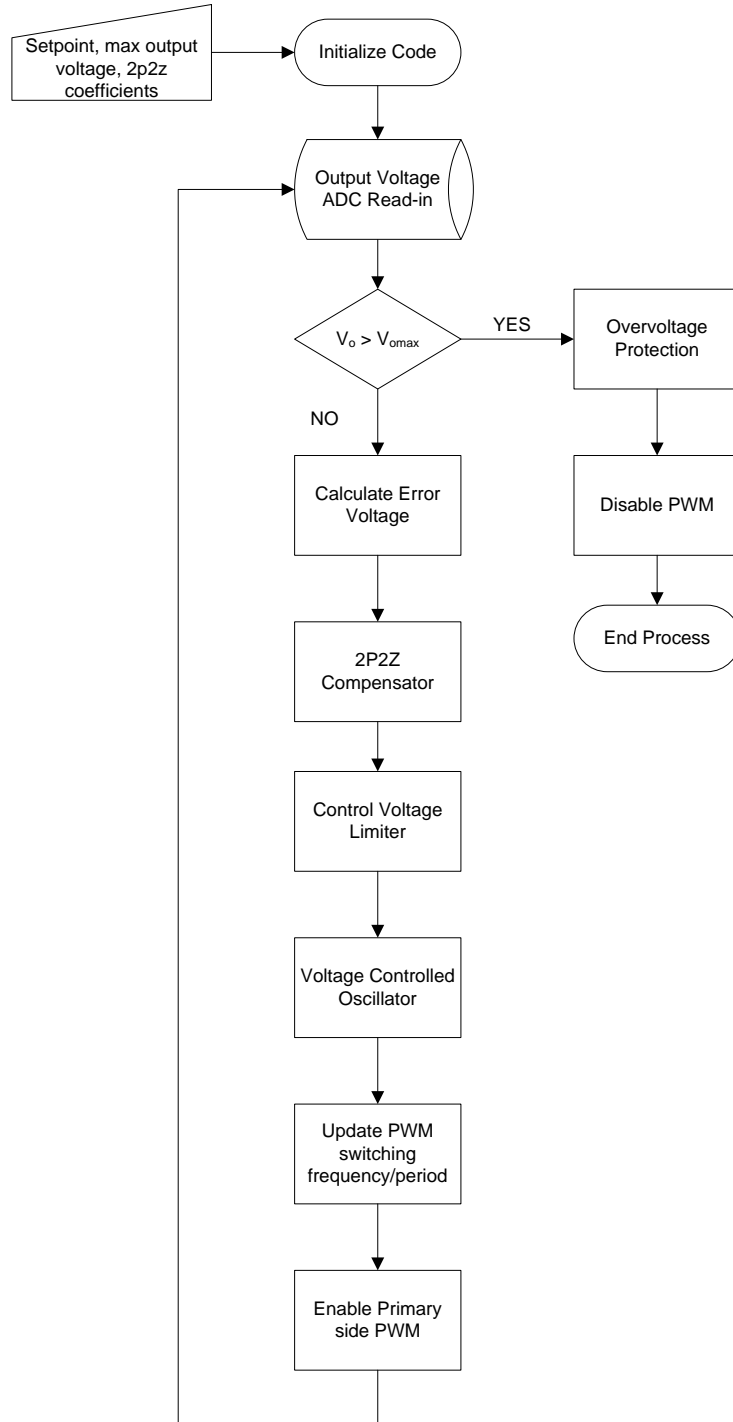 Setpoint, max output
voltage, 2p2z
coefficients
Initialize Code
Output Voltage
ADC Read-in
Vo > Vomax
YES
Overvoltage
Protection
NO
Calculate Error
Voltage
Disable PWM
2P2Z
Compensator
End Process
Control Voltage
Limiter
Voltage Controlled
Oscillator
Update PWM
switching
frequency/period
Enable Primary
side PWM